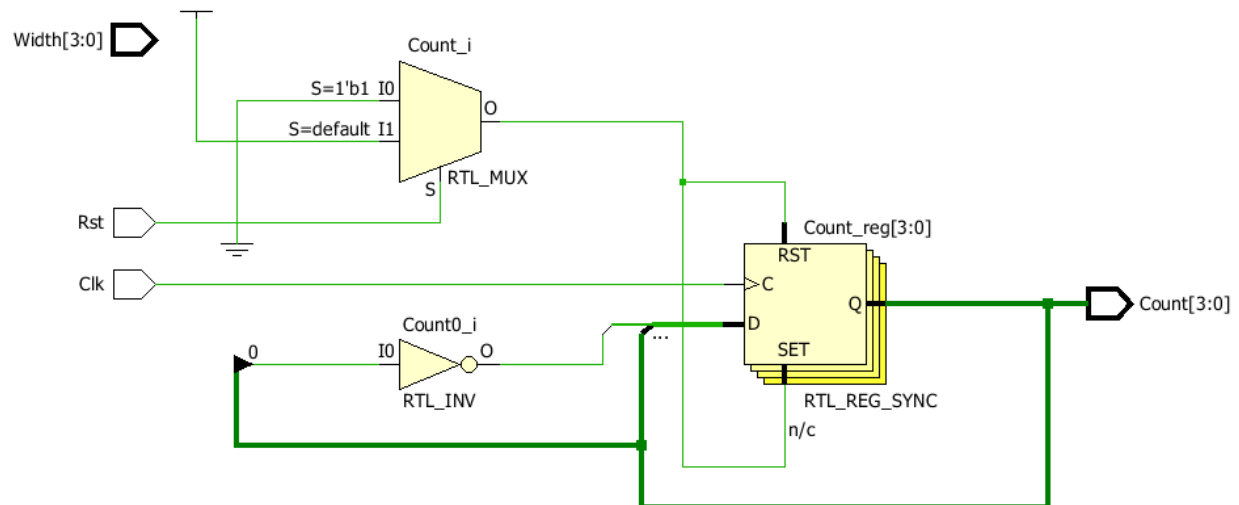 Width[3:0]
Count_i
S=1'b1 I0
O
S=default I1
S
RTL_MUX
Rst
Count_reg[3:0]
RST
Clk
C
Q
Count[3:0]
Count0_i
D
...
0
I0
O
SET
RTL_INV
RTL_REG_SYNC
n/c